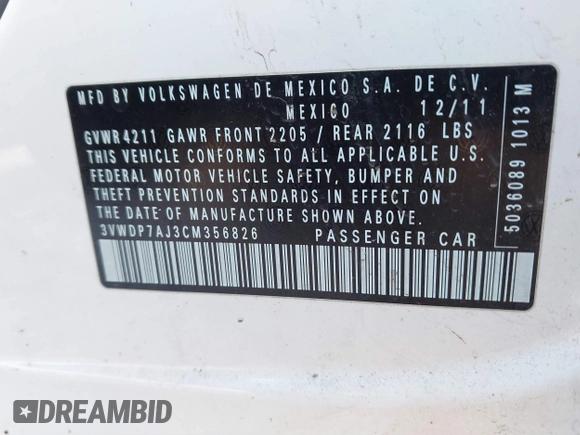 MFD BY VOLKSWAGEN DE MEXICO S.A. DE C.V.
MEXICO 12/11
GVWR4211 GAWR FRONT 2205 / REAR 2116 LBS
THIS VEHICLE CONFORMS TO ALL APPLICABLE U.S.
FEDERAL MOTOR VEHICLE SAFETY, BUMPER AND
THEFT PREVENTION STANDARDS IN EFFECT ON
THE DATE OF MANUFACTURE SHOWN ABOVE.
3VWDP7AJ3CM356826 PASSENGER CAR
5036089 1013 M
DREAMBID